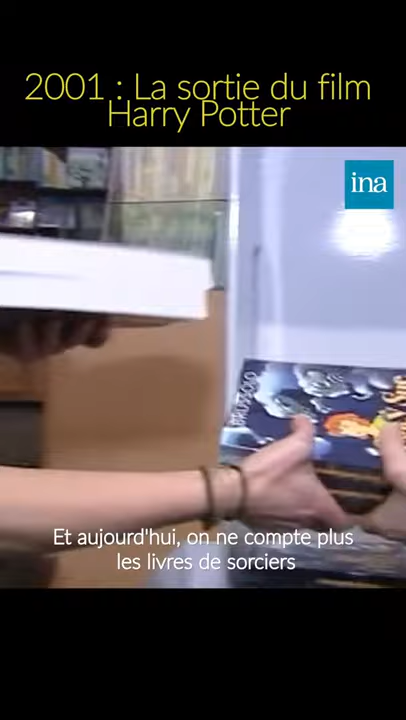 2001 : La sortie du film
Harry Potter
ina
BRUSSOLO
Et aujourd'hui, on ne compte plus
les livres de sorciers